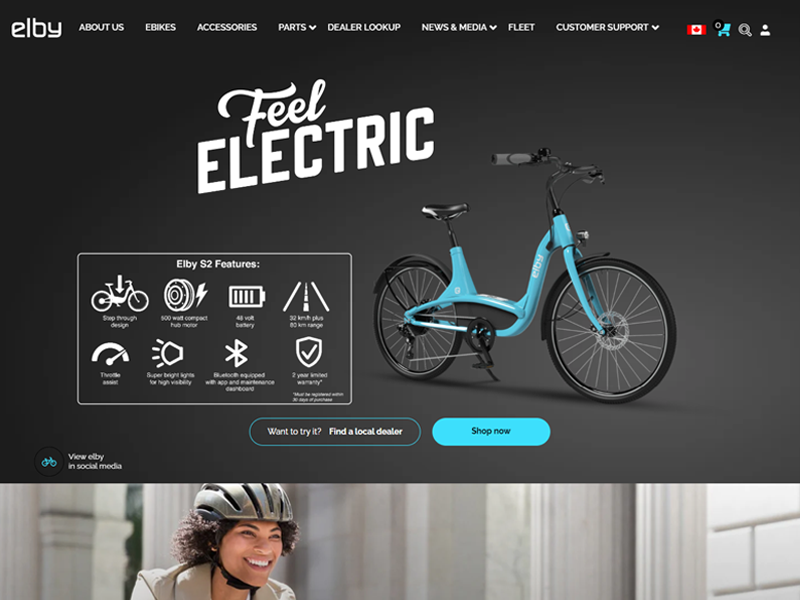 elby
ABOUT US
EBIKES
ACCESSORIES
PARTS
DEALER LOOKUP
NEWS & MEDIA
FLEET
CUSTOMER SUPPORT
0
Feel
ELECTRIC
Elby S2 Features:
Step through
design
500 watt compact
hub motor
48 volt
battery
32 km/h plus
80 km range
Throttle
assist
Super bright lights
for high visibility
Bluetooth equipped
with app and maintenance
dashboard
2 year limited
warranty*
*Must be registered within
30 days of purchase
elby
Want to try it? Find a local dealer
Shop now
View elby
in social media